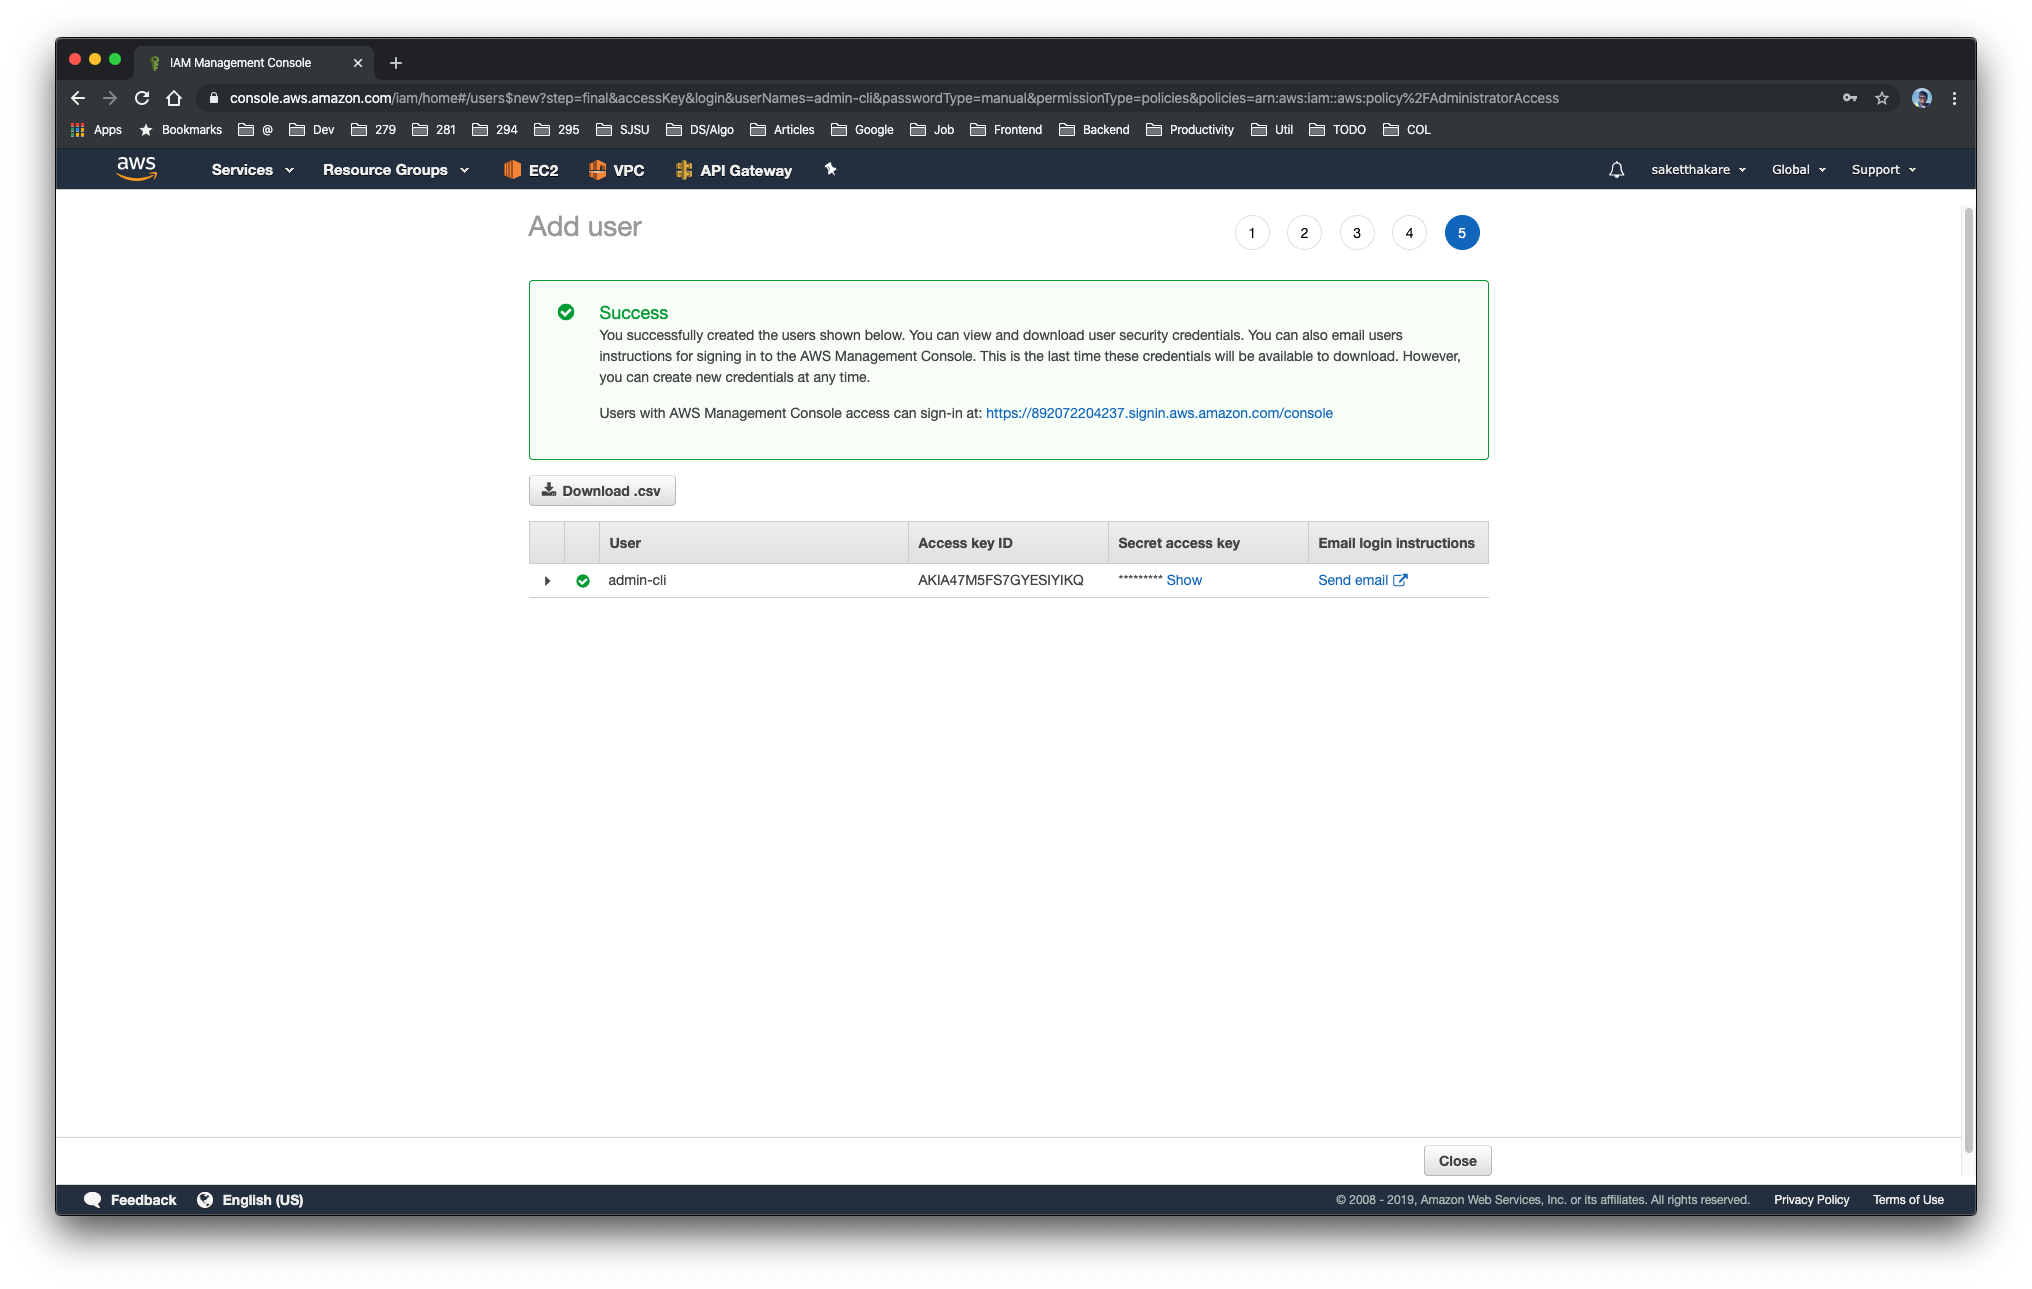 IAM Management Console
console.aws.amazon.com/iam/home#/users$new?step=final&accessKey&login&userNames=admin-cli&passwordType=manual&permissionType=policies&policies=arn:aws:iam::aws:policy%2FAdministratorAccess
Apps Bookmarks @ Dev 279 281 294 295 SJSU DS/Algo Articles Google Job Frontend Backend Productivity Util TODO COL
aws Services Resource Groups EC2 VPC API Gateway saketthakare Global Support
Add user 1 2 3 4 5
Success
You successfully created the users shown below. You can view and download user security credentials. You can also email users
instructions for signing in to the AWS Management Console. This is the last time these credentials will be available to download. However,
you can create new credentials at any time.
Users with AWS Management Console access can sign-in at: https://892072204237.signin.aws.amazon.com/console
Download .csv
User Access key ID Secret access key Email login instructions
admin-cli AKIA47M5FS7GYESIYIKQ ********* Show Send email
Close
Feedback English (US) © 2008 - 2019, Amazon Web Services, Inc. or its affiliates. All rights reserved. Privacy Policy Terms of Use